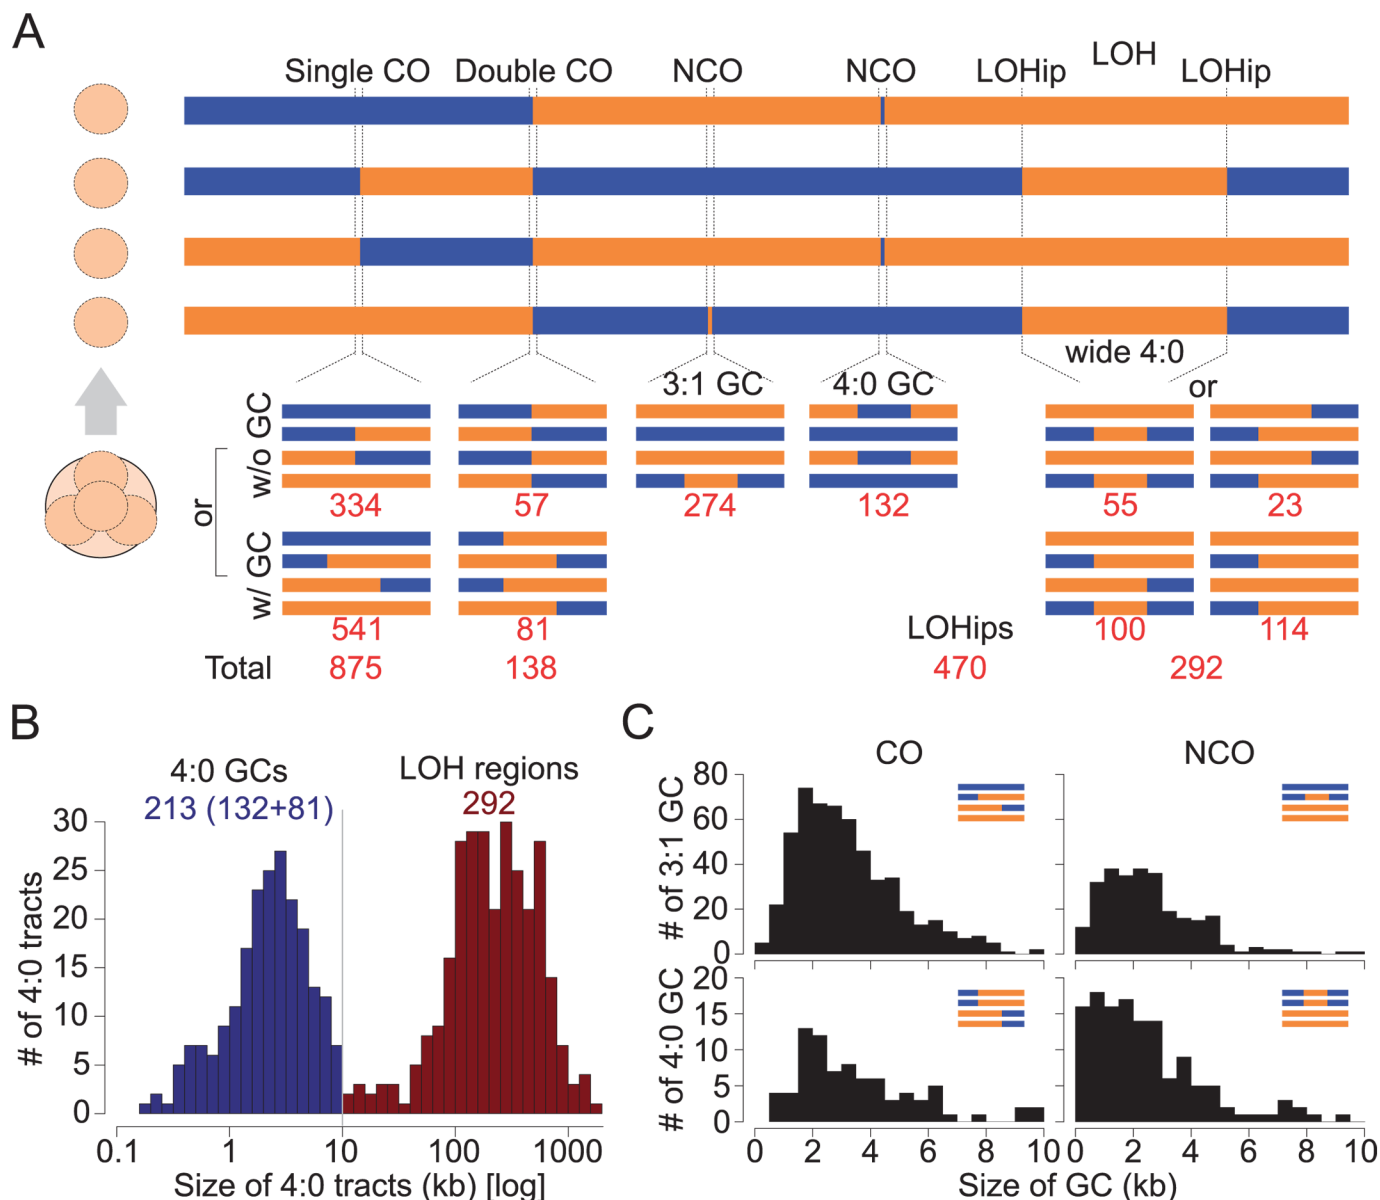 A
Single CO Double CO NCO NCO LOHip LOH LOHip
wide 4:0
3:1 GC 4:0 GC or
w/o GC
334 57 274 132 55 23
or
w/ GC
541 81 LOHips 100 114
Total 875 138 470 292
B
4:0 GCs LOH regions
213 (132+81) 292
# of 4:0 tracts
30
25
20
15
10
5
0
0.1 1 10 100 1000
Size of 4:0 tracts (kb) [log]
C
CO NCO
# of 3:1 GC
80
60
40
20
0
# of 4:0 GC
20
15
10
5
0
0 2 4 6 8 10 0 2 4 6 8 10
Size of GC (kb)